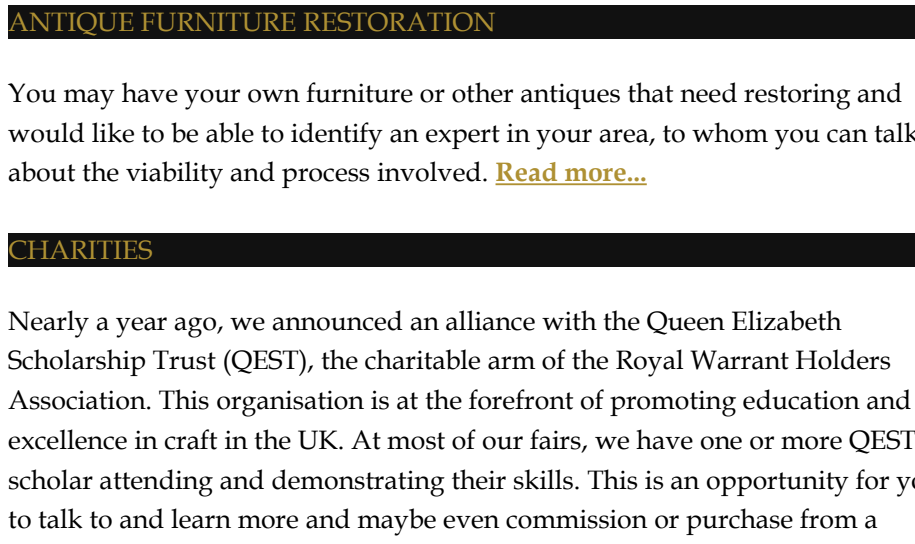 ANTIQUE FURNITURE RESTORATION
You may have your own furniture or other antiques that need restoring and
would like to be able to identify an expert in your area, to whom you can talk
about the viability and process involved. Read more...
CHARITIES
Nearly a year ago, we announced an alliance with the Queen Elizabeth
Scholarship Trust (QEST), the charitable arm of the Royal Warrant Holders
Association. This organisation is at the forefront of promoting education and
excellence in craft in the UK. At most of our fairs, we have one or more QEST
scholar attending and demonstrating their skills. This is an opportunity for
to talk to and learn more and maybe even commission or purchase from a